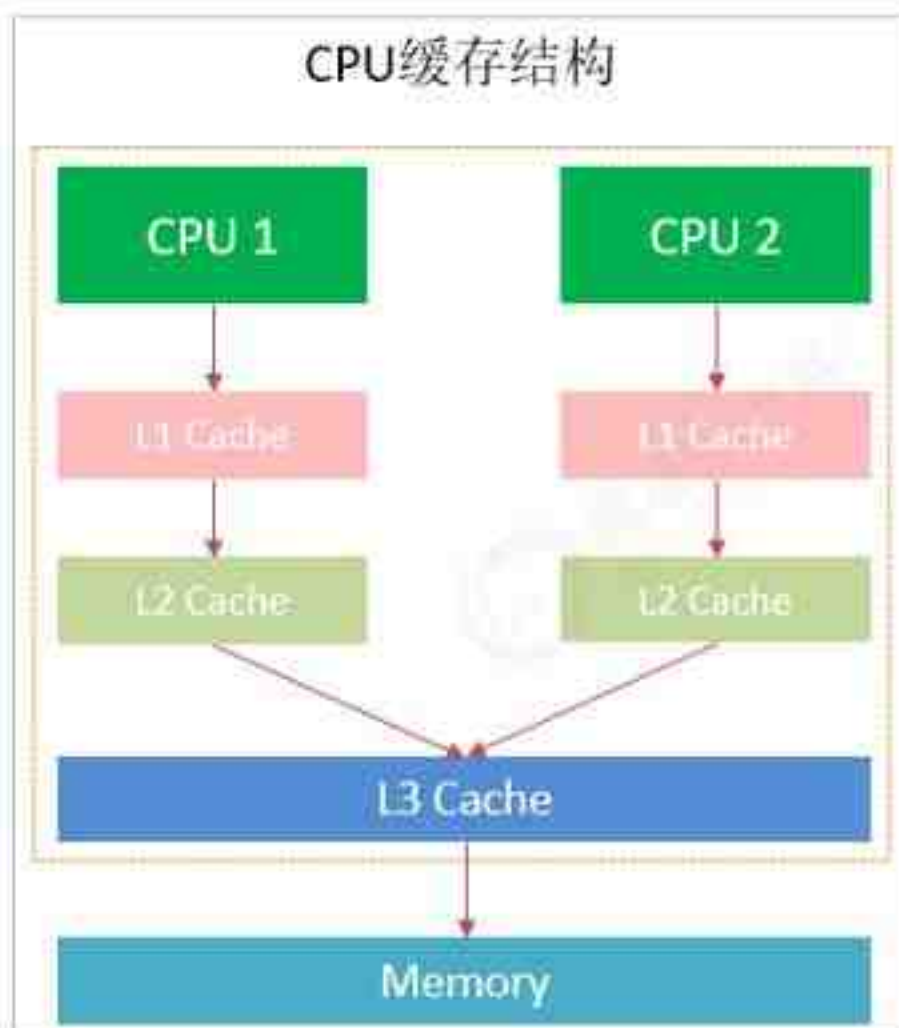 CPU缓存结构
CPU 1
CPU 2
L1 Cache
L1 Cache
L2 Cache
L2 Cache
L3 Cache
Memory